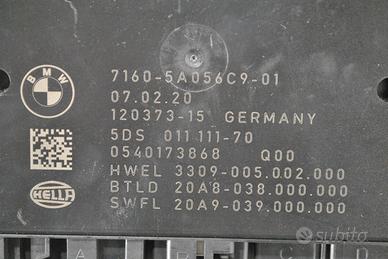 BMW
7160-5A056C9-01
07.02.20
120373-15 GERMANY
5DS 011 111-70
0540173868 Q00
HWEL 3309-005.002.000
HELLA
BTLD 20A8-038.000.000
SWFL 20A9-039.000.000
A B C D
subito